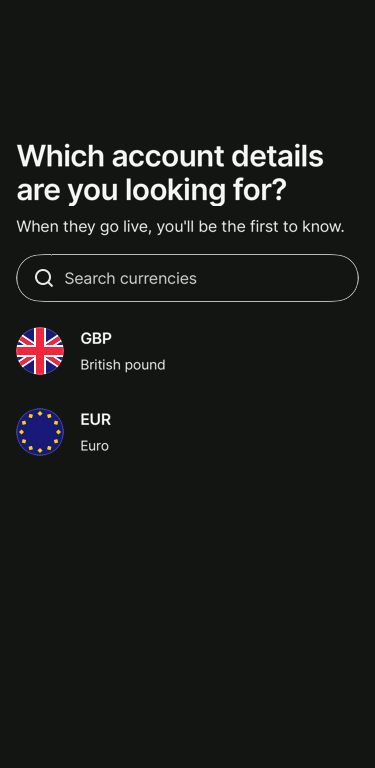 Which account details
are you looking for?
When they go live, you'll be the first to know.
Search currencies
GBP
British pound
EUR
Euro